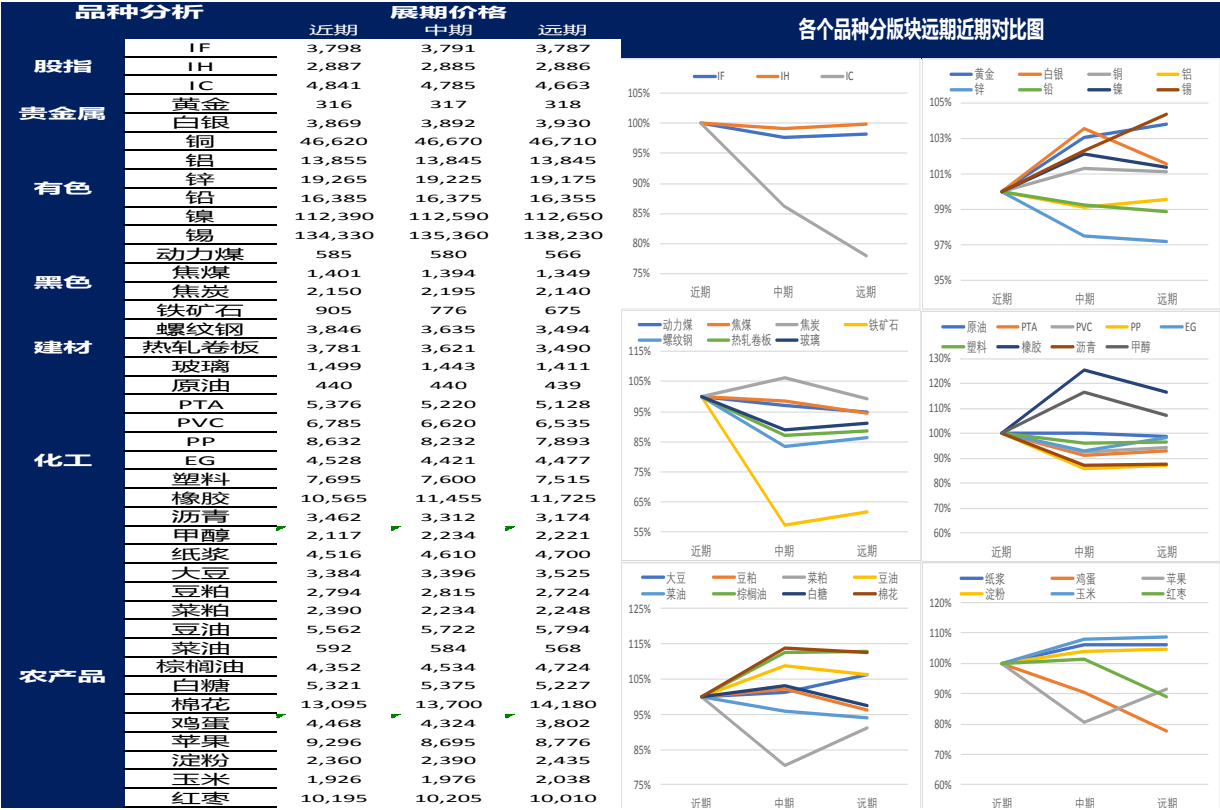 品种分析 展期价格
近期 中期 远期
股指 IF 3,798 3,791 3,787
IH 2,887 2,885 2,886
IC 4,841 4,785 4,663
贵金属 黄金 316 317 318
白银 3,869 3,892 3,930
有色 铜 46,620 46,670 46,710
铝 13,855 13,845 13,845
锌 19,265 19,225 19,175
铅 16,385 16,375 16,355
镍 112,390 112,590 112,650
锡 134,330 135,360 138,230
黑色 动力煤 585 580 566
焦煤 1,401 1,394 1,349
焦炭 2,150 2,195 2,140
铁矿石 905 776 675
建材 螺纹钢 3,846 3,635 3,494
热轧卷板 3,781 3,621 3,490
玻璃 1,499 1,443 1,411
化工 原油 440 440 439
PTA 5,376 5,220 5,128
PVC 6,785 6,620 6,535
PP 8,632 8,232 7,893
EG 4,528 4,421 4,477
塑料 7,695 7,600 7,515
橡胶 10,565 11,455 11,725
沥青 3,462 3,312 3,174
甲醇 2,117 2,234 2,221
纸浆 4,516 4,610 4,700
农产品 大豆 3,384 3,396 3,525
豆粕 2,794 2,815 2,724
菜粕 2,390 2,234 2,248
豆油 5,562 5,722 5,794
菜油 592 584 568
棕榈油 4,352 4,534 4,724
白糖 5,321 5,375 5,227
棉花 13,095 13,700 14,180
鸡蛋 4,468 4,324 3,802
苹果 9,296 8,695 8,776
淀粉 2,360 2,390 2,435
玉米 1,926 1,976 2,038
红枣 10,195 10,205 10,010
各个品种分版块远期近期对比图
IF IH IC
105%
100%
95%
90%
85%
80%
75%
近期 中期 远期
黄金 白银 铜 铝
锌 铅 镍 锡
105%
103%
101%
99%
97%
95%
近期 中期 远期
动力煤 焦煤 焦炭 铁矿石
螺纹钢 热轧卷板 玻璃
115%
105%
95%
85%
75%
65%
55%
近期 中期 远期
原油 PTA PVC PP EG
塑料 橡胶 沥青 甲醇
130%
120%
110%
100%
90%
80%
70%
60%
近期 中期 远期
大豆 豆粕 菜粕 豆油
菜油 棕榈油 白糖 棉花
125%
115%
105%
95%
85%
75%
近期 中期 远期
纸浆 鸡蛋 苹果
淀粉 玉米 红枣
120%
110%
100%
90%
80%
70%
60%
近期 中期 远期